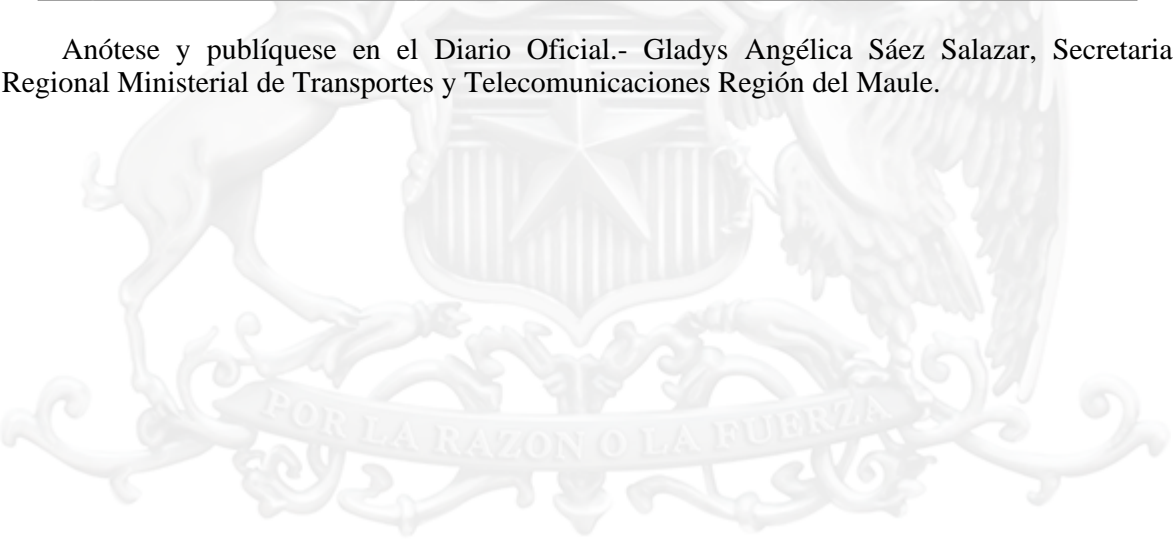 Anótese y publíquese en el Diario Oficial.- Gladys Angélica Sáez Salazar, Secretaria
Regional Ministerial de Transportes y Telecomunicaciones Región del Maule.
POR LA RAZON O LA FUERZA